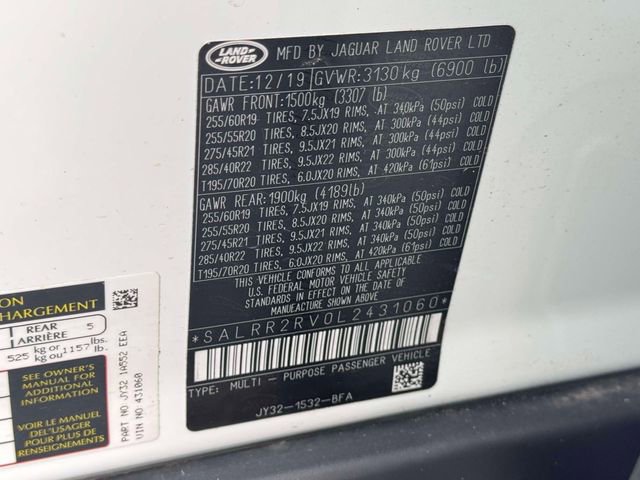 LAND-
ROVER
MFD BY JAGUAR LAND ROVER LTD
DATE:12/19 GVWR:3130 kg (6900 lb)
GAWR FRONT:1500kg (3307 lb)
255/60R19 TIRES, 7.5JX19 RIMS, AT 340kPa (50psi) COLD
255/55R20 TIRES, 8.5JX20 RIMS, AT 300kPa (44psi) COLD
275/45R21 TIRES, 9.5JX21 RIMS, AT 300kPa (44psi) COLD
285/40R22 TIRES, 9.5JX22 RIMS, AT 300kPa (44psi) COLD
T195/70R20 TIRES, 6.0JX20 RIMS, AT 420kPa (61psi) COLD
GAWR REAR: 1900kg (4189lb)
255/60R19 TIRES, 7.5JX19 RIMS, AT 340kPa (50psi) COLD
255/55R20 TIRES, 8.5JX20 RIMS, AT 340kPa (50psi) COLD
275/45R21 TIRES, 9.5JX21 RIMS, AT 340kPa (50psi) COLD
285/40R22 TIRES, 9.5JX22 RIMS, AT 340kPa (50psi) COLD
T195/70R20 TIRES, 6.0JX20 RIMS, AT 420kPa (61psi) COLD
THIS VEHICLE CONFORMS TO ALL APPLICABLE
U.S. FEDERAL MOTOR VEHICLE SAFETY
STANDARDS IN EFFECT ON THE DATE OF
MANUFACTURE SHOWN ABOVE.
*SALRR2RV0L2431060*
TYPE: MULTI - PURPOSE PASSENGER VEHICLE
JY32-1532-BFA
CHARGEMENT
REAR 5
ARRIÈRE
525 kg or 1157lbs.
kg ou lb.
SEE OWNER'S
MANUAL FOR
ADDITIONAL
INFORMATION
VOIR LE MANUEL
DE L'USAGER
POUR PLUS DE
RENSEIGNEMENTS
PART NO- JY32 1A552 EEA
VIN NO- 431060